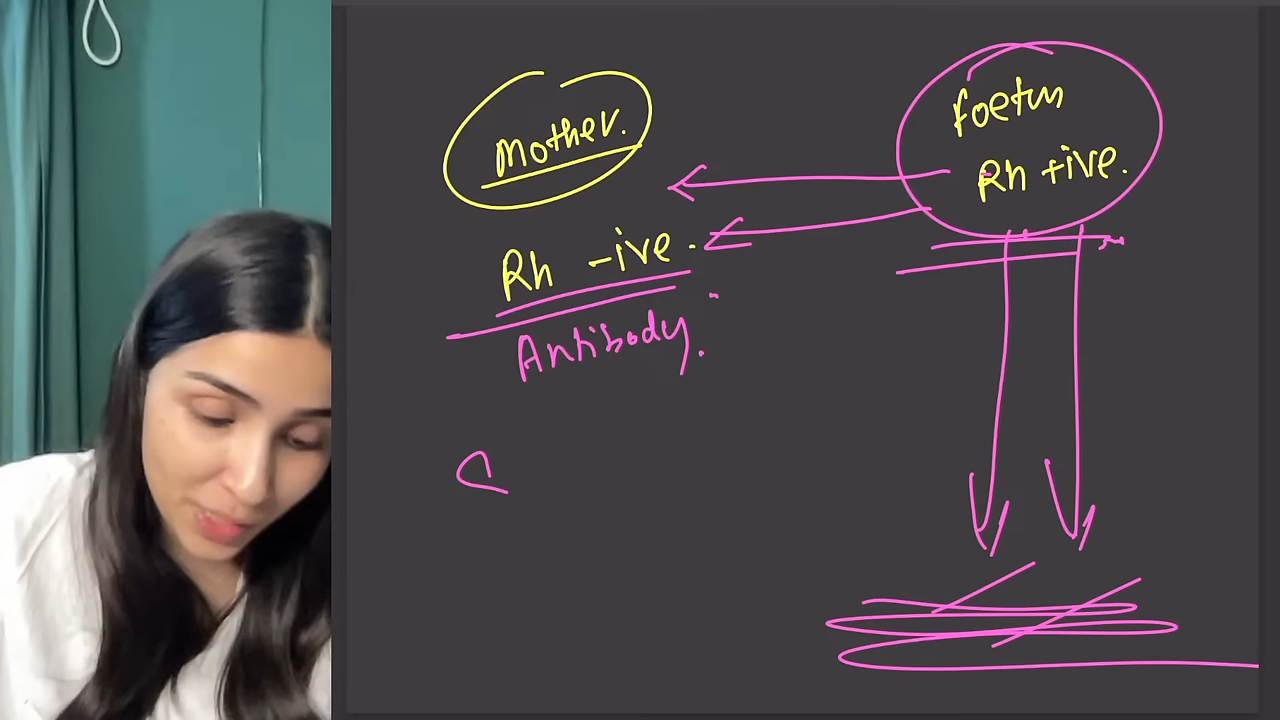 Mother.
Rh -ive.
Antibody.
foetus
Rh +ive.